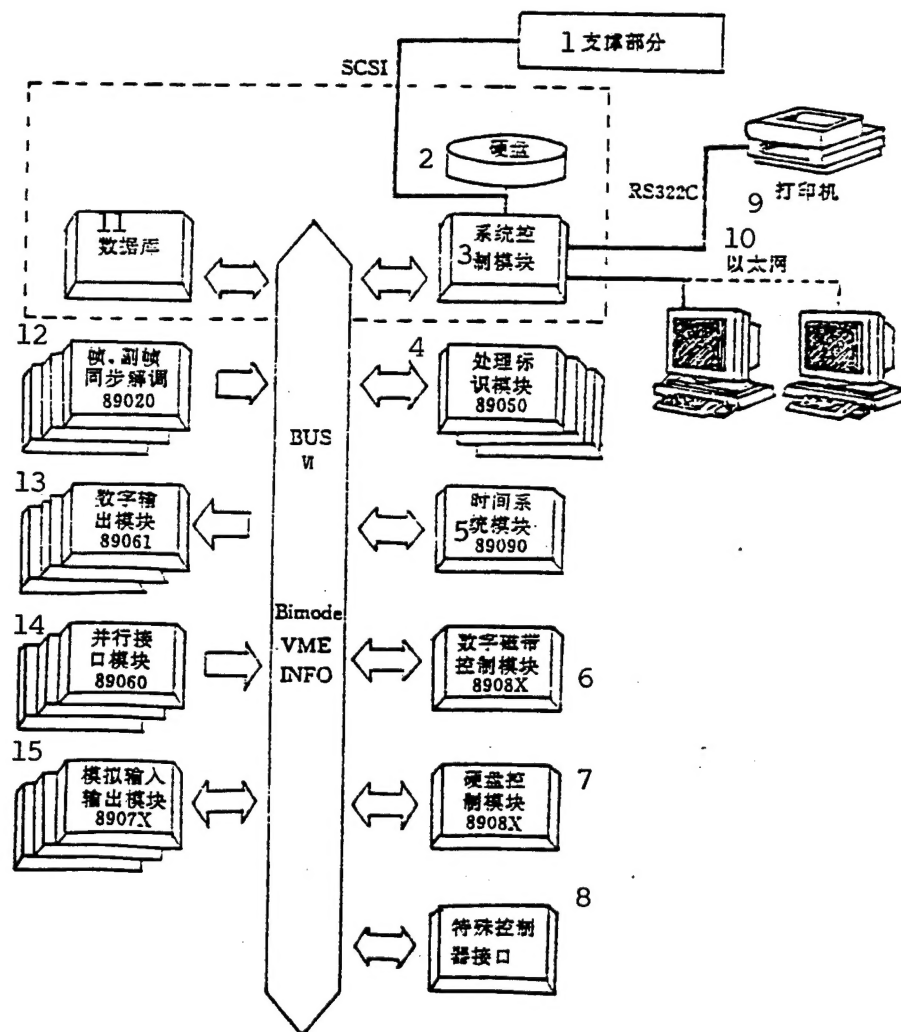 1 支撑部分
SCSI
2
硬盘
RS322C
9
打印机
11
数据库
系统控
3 制模块
10
以太网
12
帧.副帧
同步解调
89020
4
处理标
识模块
89050
BUS
VI
13
数字输
出模块
89061
时间系
5 统模块
89090
14
并行接
口模块
89060
Bimode
VME
INFO
数字磁带
控制模块
8908X
6
15
模拟输入
输出模块
8907X
硬盘控
制模块
8908X
7
8
特殊控制
器接口